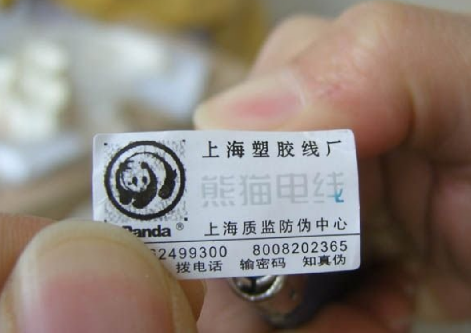 上海塑胶线厂
熊猫电线
上海质监防伪中心
Panda®
2499300 8008202365
拨电话 输密码 知真伪